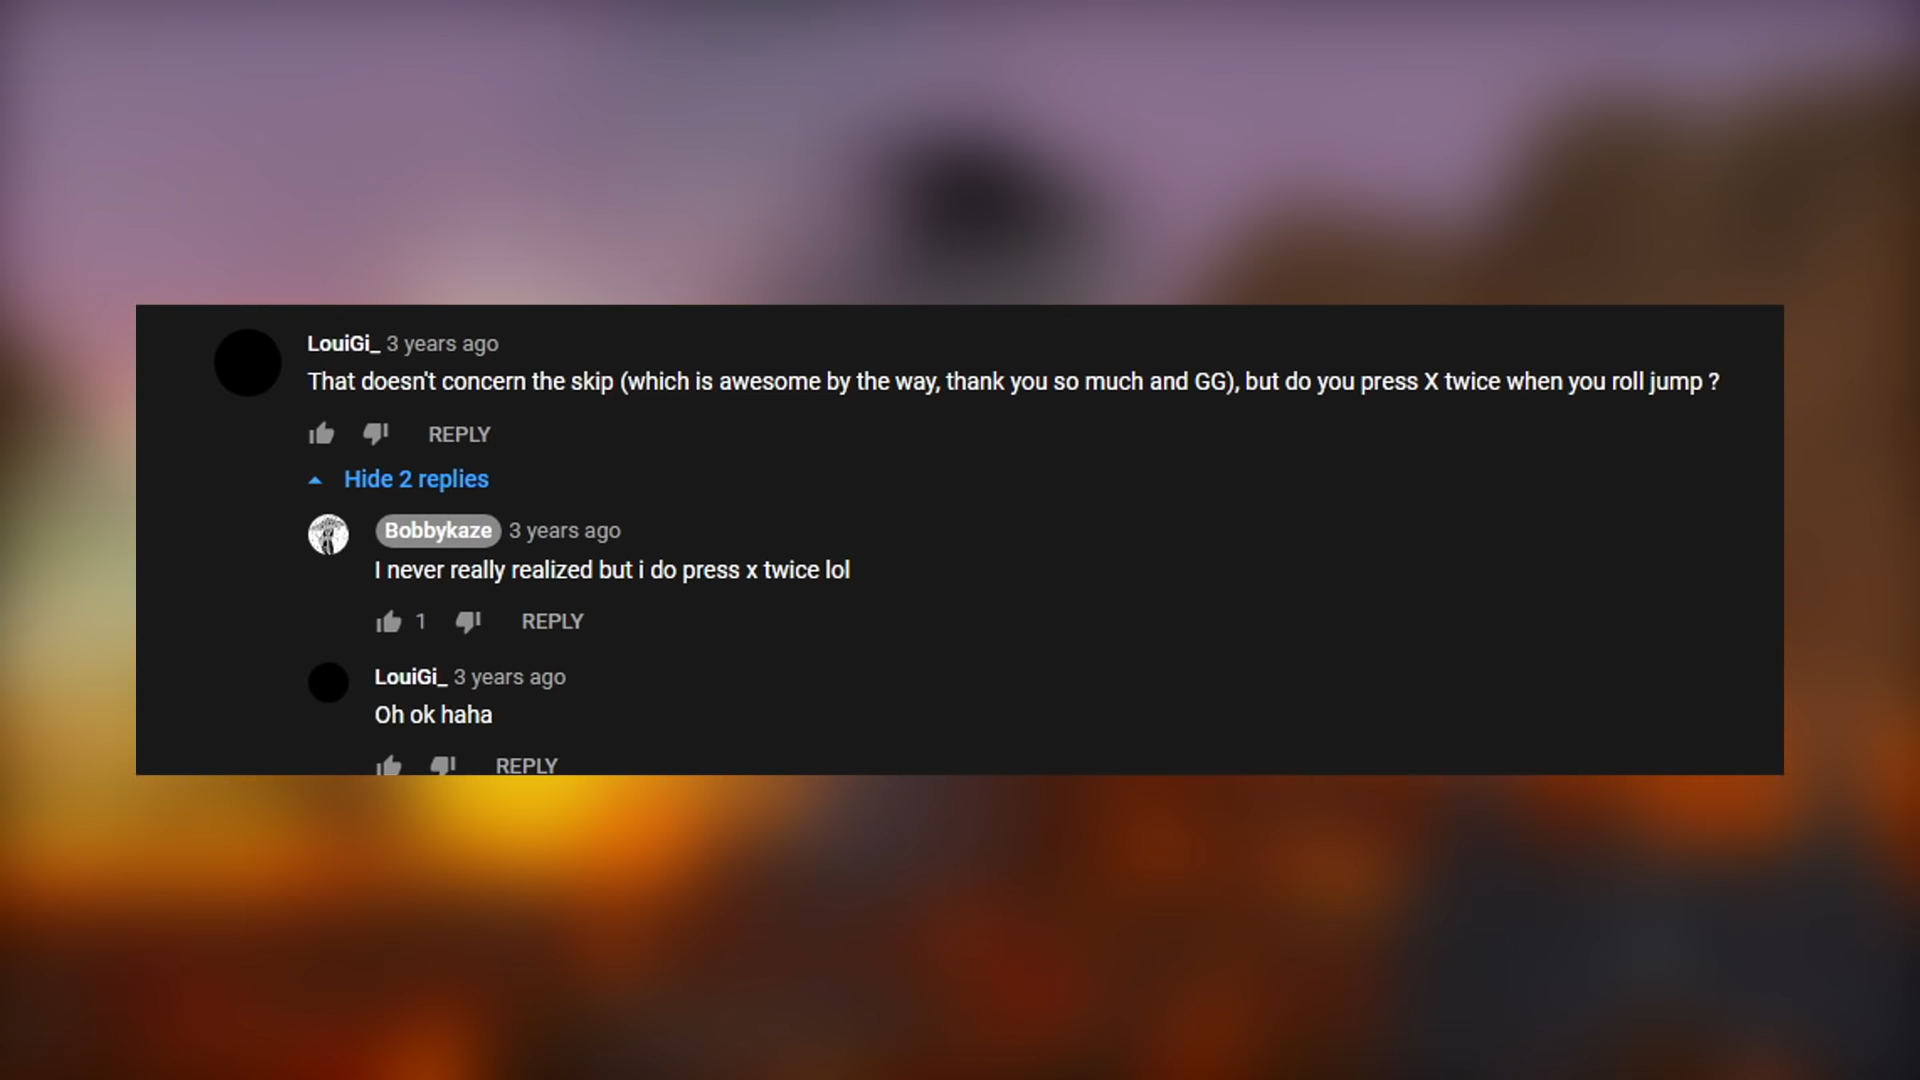 LouiGi_ 3 years ago
That doesn't concern the skip (which is awesome by the way, thank you so much and GG), but do you press X twice when you roll jump ?
REPLY
Hide 2 replies
Bobbykaze 3 years ago
I never really realized but i do press x twice lol
1 REPLY
LouiGi_ 3 years ago
Oh ok haha
REPLY